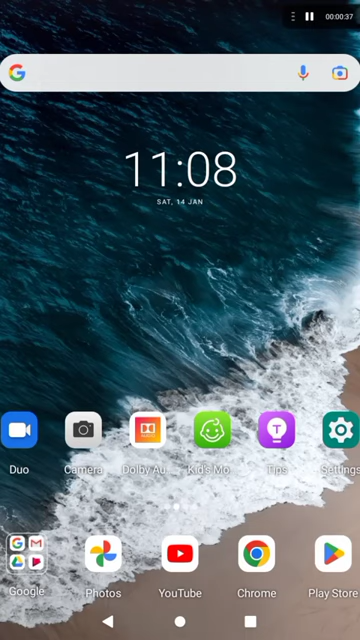 00:00:37
11:08
SAT, 14 JAN
Duo
Camera
Dolby Au
Kid's Mo
Tips
Settings
Google
Photos
YouTube
Chrome
Play Store